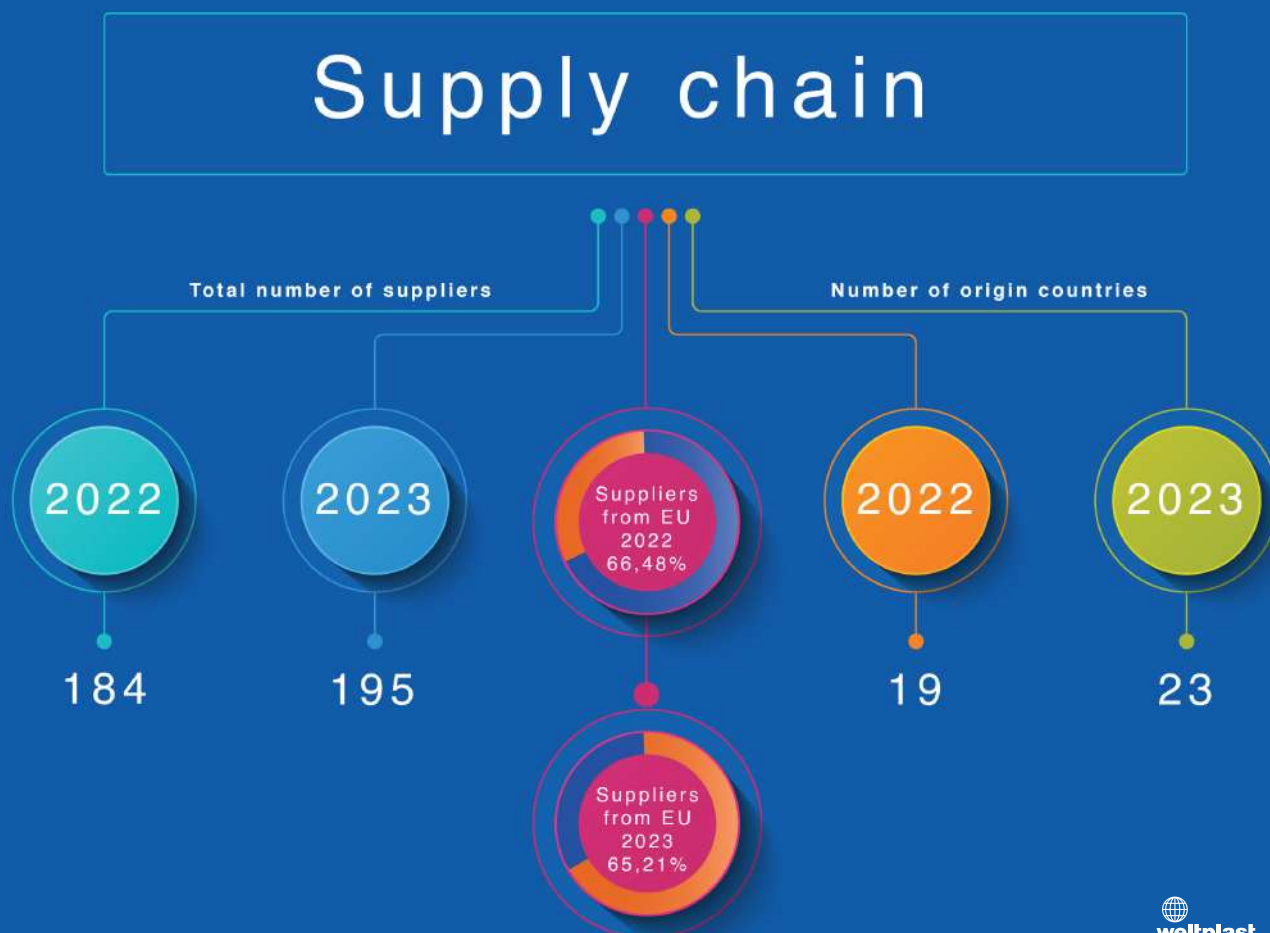 Supply chain
Total number of suppliers
Number of origin countries
2022
2023
Suppliers
from EU
2022
66,48%
2022
2023
184
195
19
23
Suppliers
from EU
2023
65,21%
weltplast